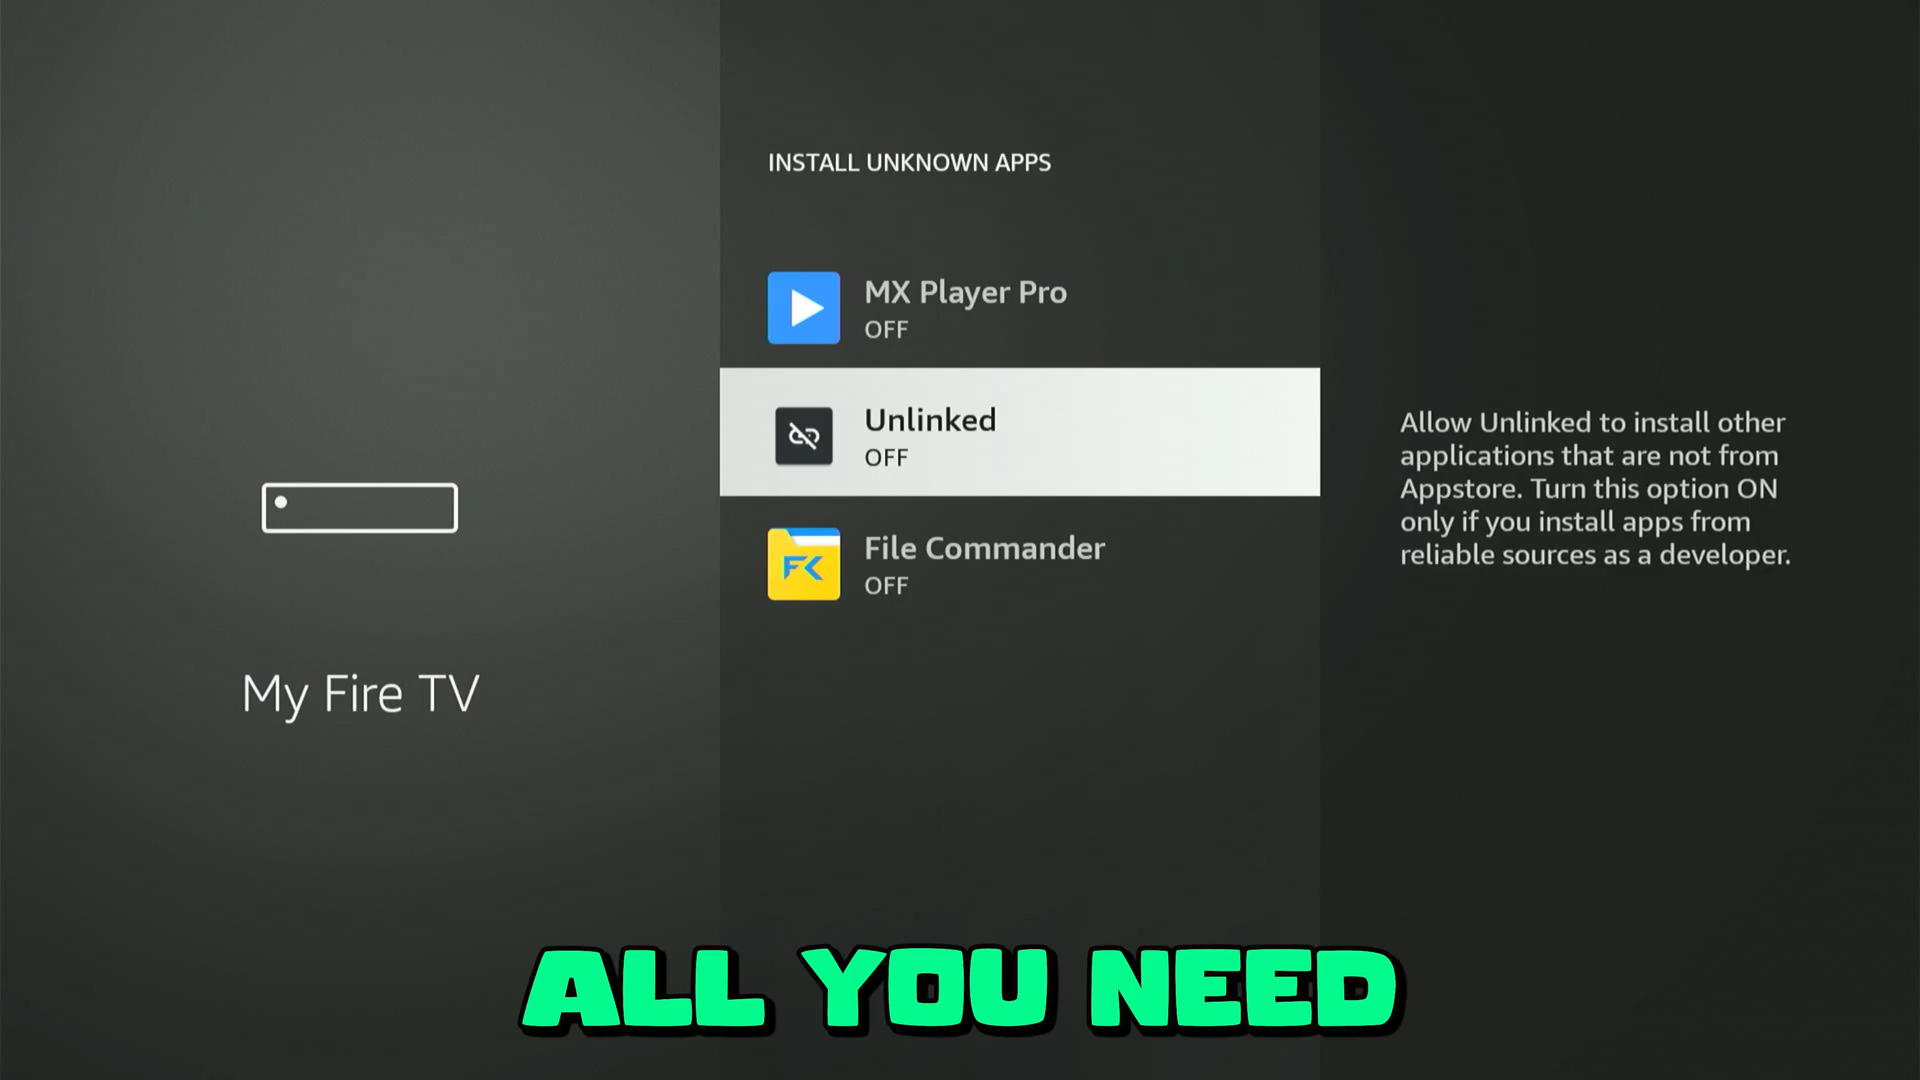 INSTALL UNKNOWN APPS
MX Player Pro
OFF
Unlinked
OFF
FK
File Commander
OFF
Allow Unlinked to install other
applications that are not from
Appstore. Turn this option ON
only if you install apps from
reliable sources as a developer.
My Fire TV
ALL YOU NEED